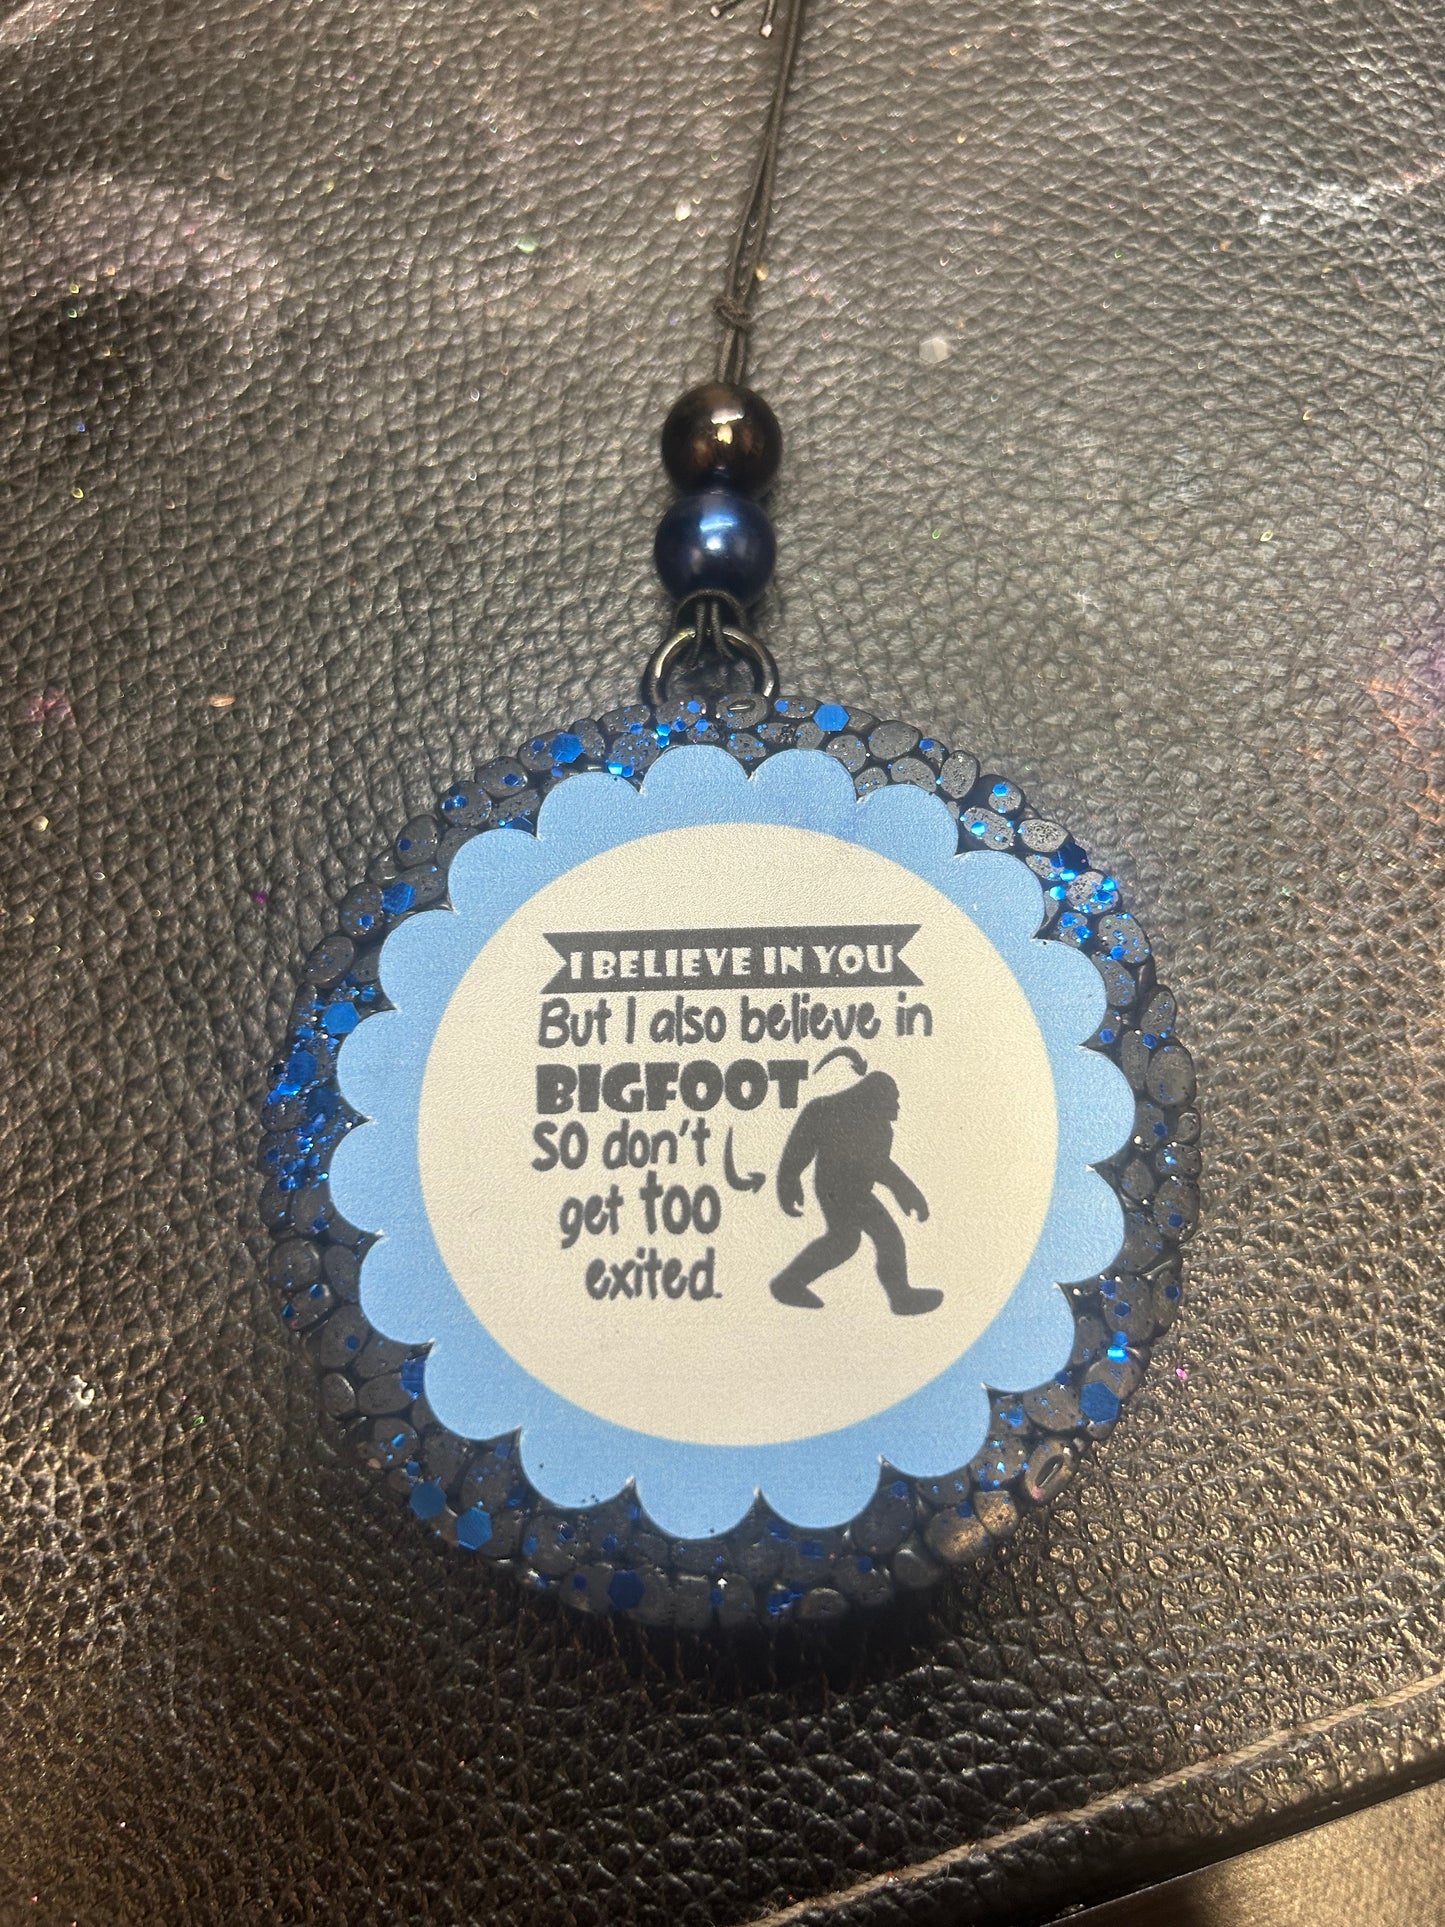 I BELIEVE IN YOU
But I also believe in
BIGFOOT
SO don't
get too
exited.